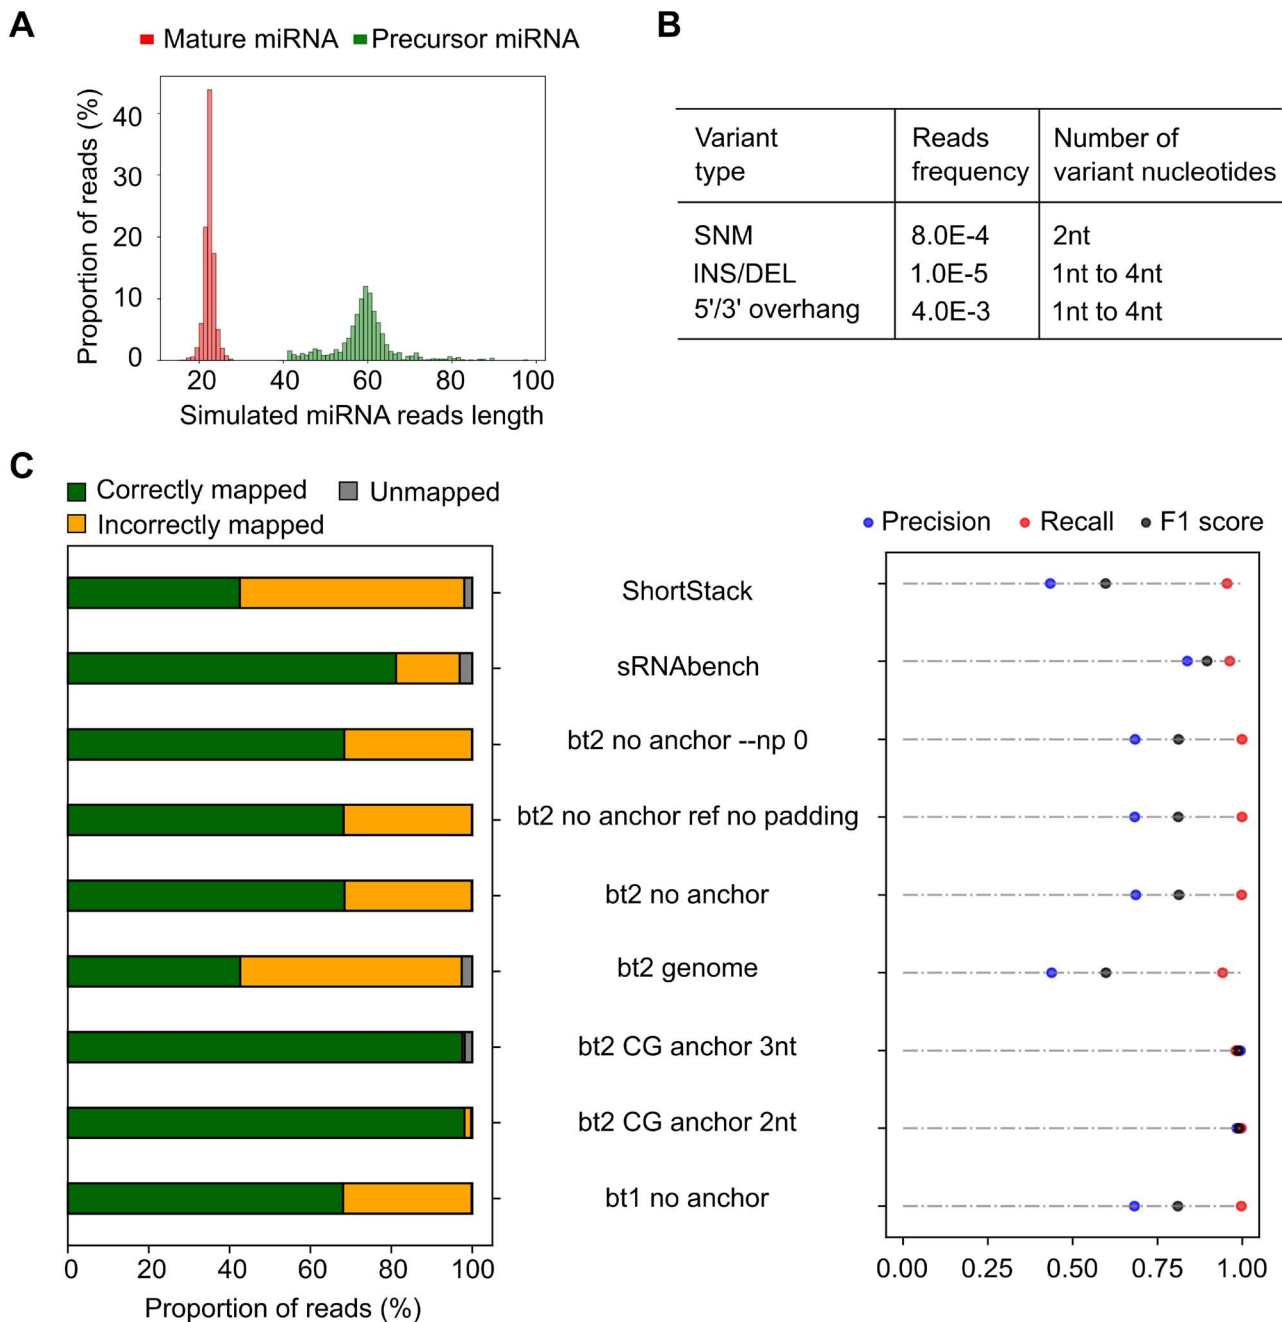 A
Mature miRNA Precursor miRNA
Proportion of reads (%)
40
30
20
10
0
20 40 60 80 100
Simulated miRNA reads length
B
Variant type
Reads frequency
Number of variant nucleotides
SNM 8.0E-4 2nt
INS/DEL 1.0E-5 1nt to 4nt
5'/3' overhang 4.0E-3 1nt to 4nt
C
Correctly mapped Unmapped
Incorrectly mapped
Precision Recall F1 score
ShortStack
sRNAbench
bt2 no anchor --np 0
bt2 no anchor ref no padding
bt2 no anchor
bt2 genome
bt2 CG anchor 3nt
bt2 CG anchor 2nt
bt1 no anchor
0 20 40 60 80 100
Proportion of reads (%)
0.00 0.25 0.50 0.75 1.00